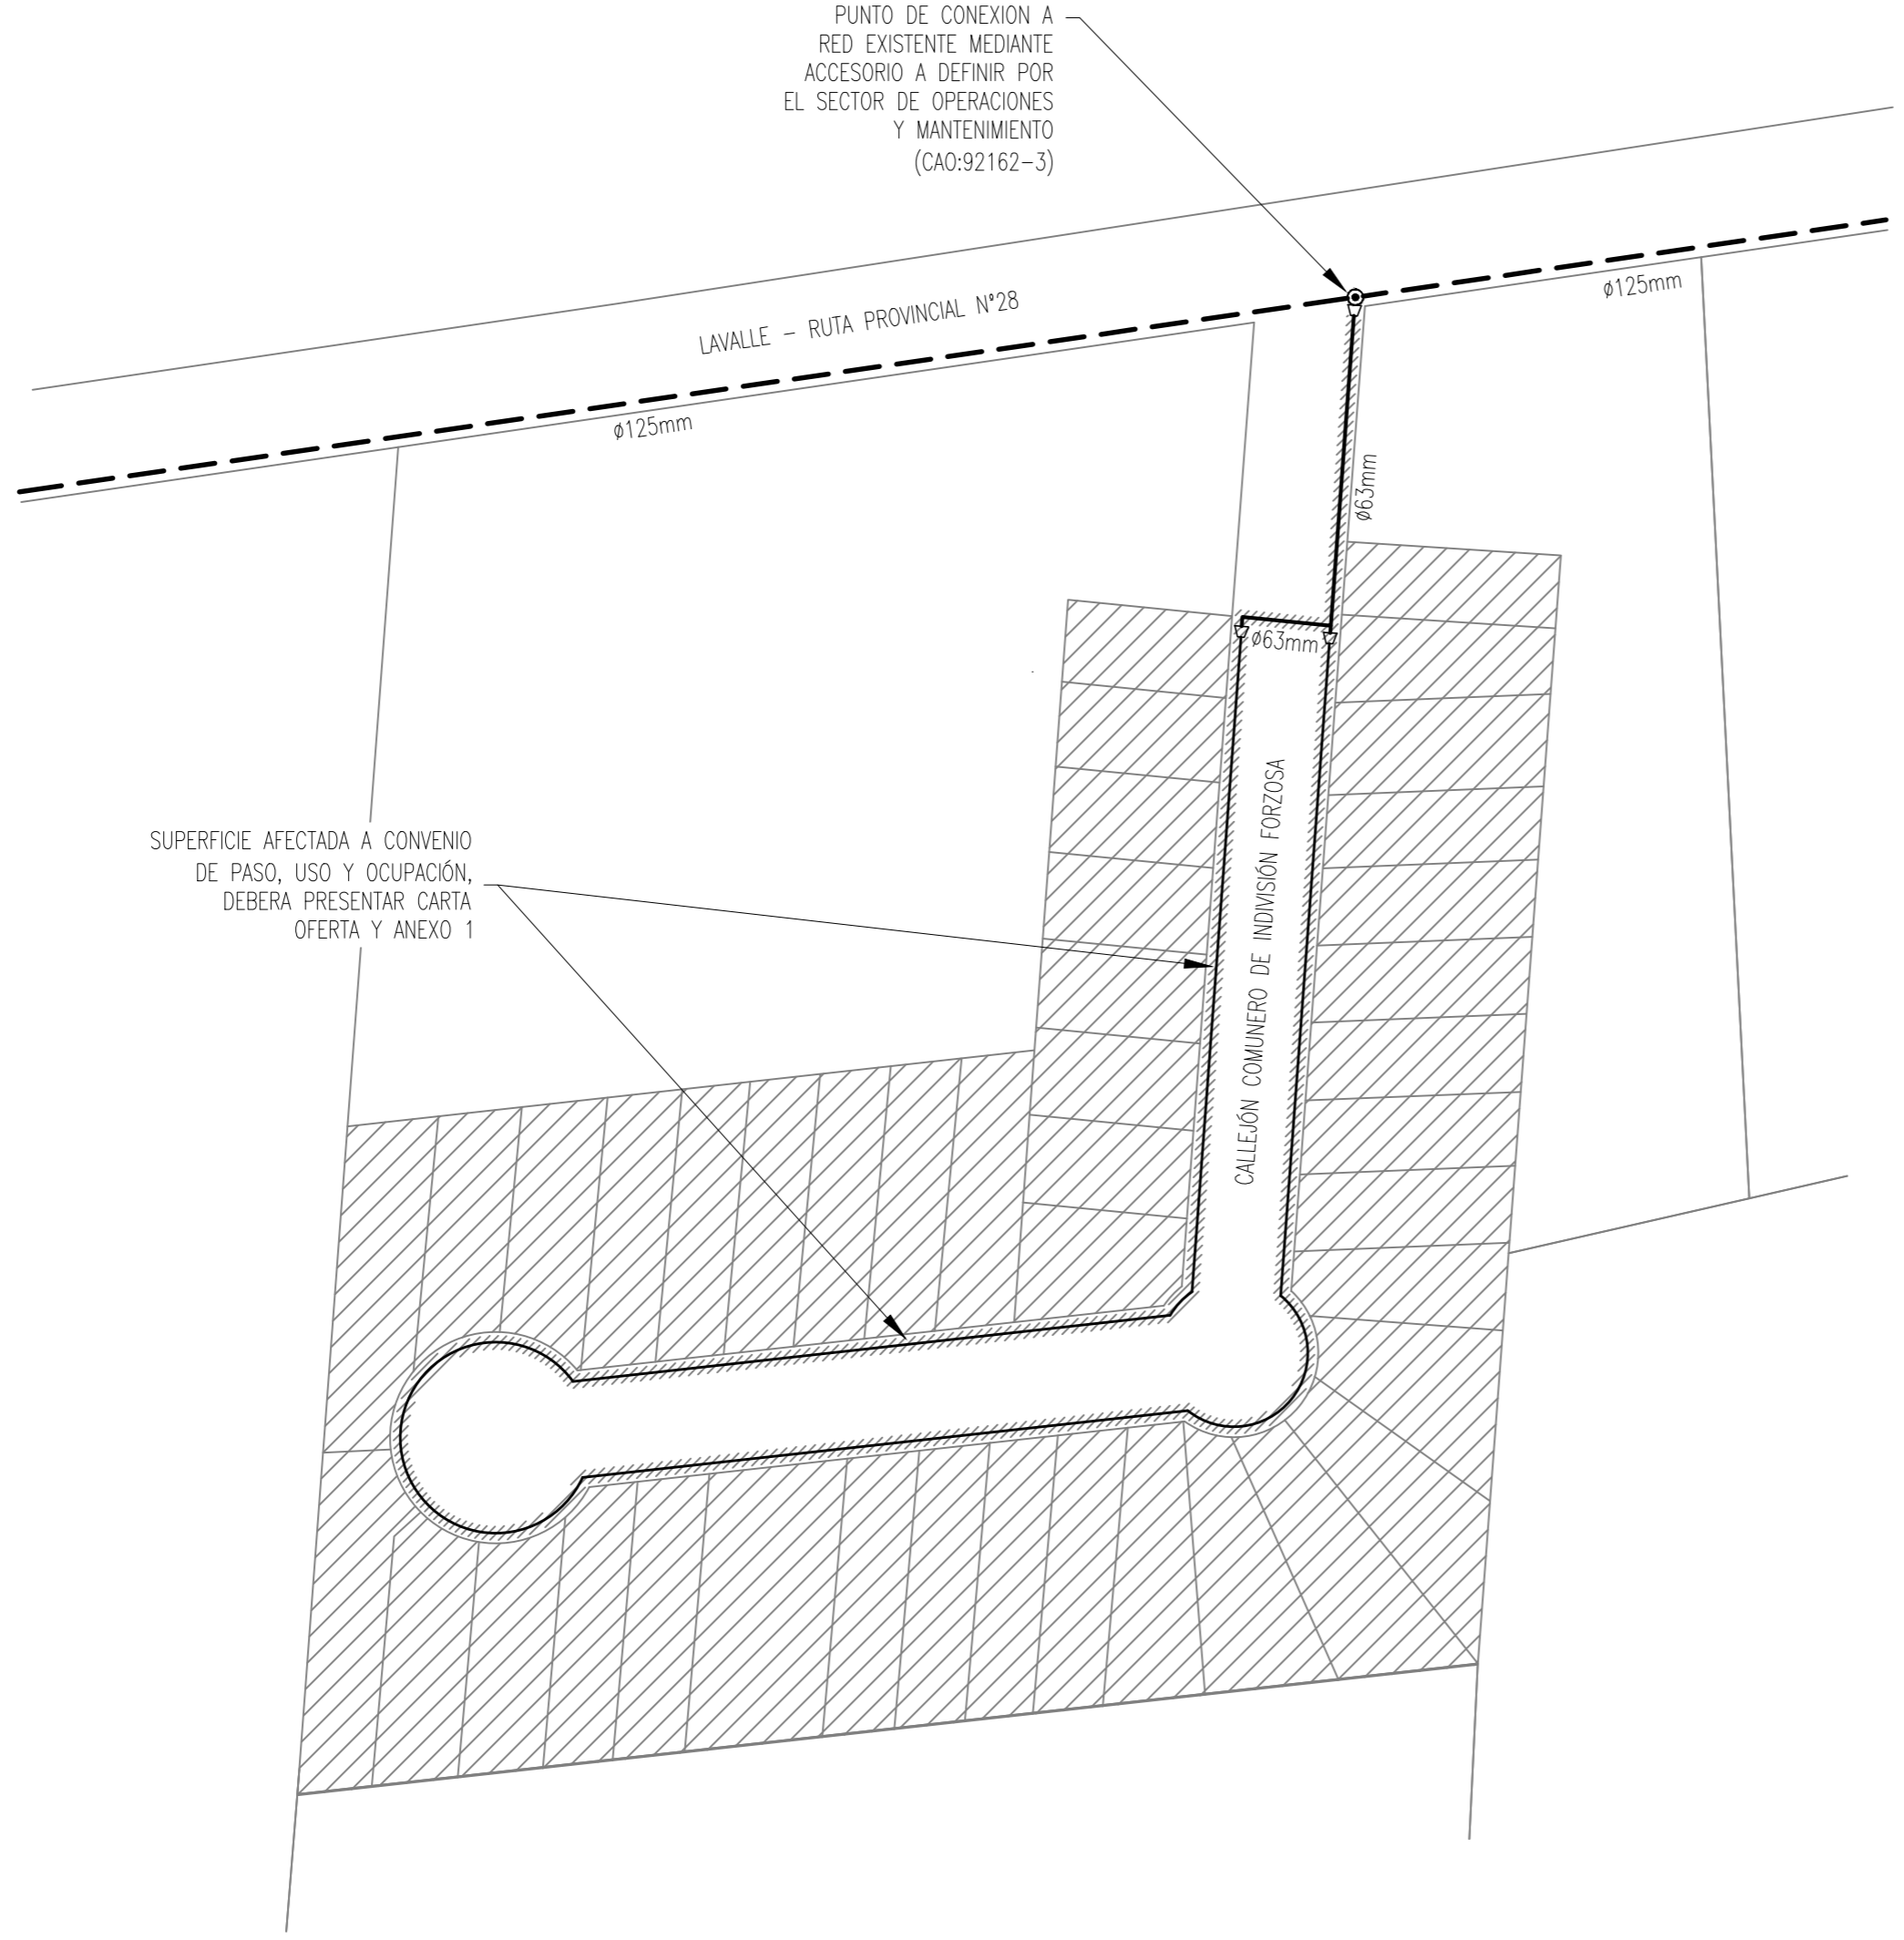 PUNTO DE CONEXION A
RED EXISTENTE MEDIANTE
ACCESORIO A DEFINIR POR
EL SECTOR DE OPERACIONES
Y MANTENIMIENTO
(CAO:92162-3)
LAVALLE - RUTA PROVINCIAL N°28
ø125mm
ø125mm
ø63mm
ø63mm
SUPERFICIE AFECTADA A CONVENIO
DE PASO, USO Y OCUPACIÓN,
DEBERA PRESENTAR CARTA
OFERTA Y ANEXO 1
CALLEJÓN COMUNERO DE INDIVISIÓN FORZOSA